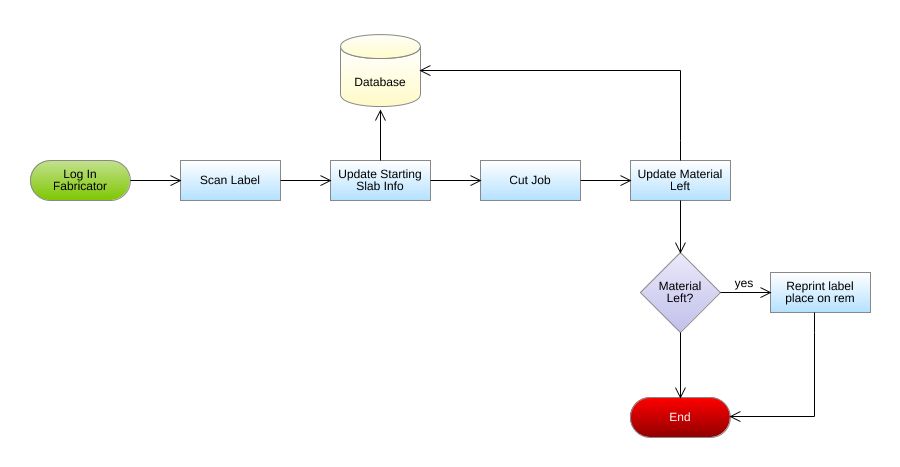 Database
Log In
Fabricator
Scan Label
Update Starting
Slab Info
Cut Job
Update Material
Left
Material
Left?
yes
Reprint label
place on rem
End